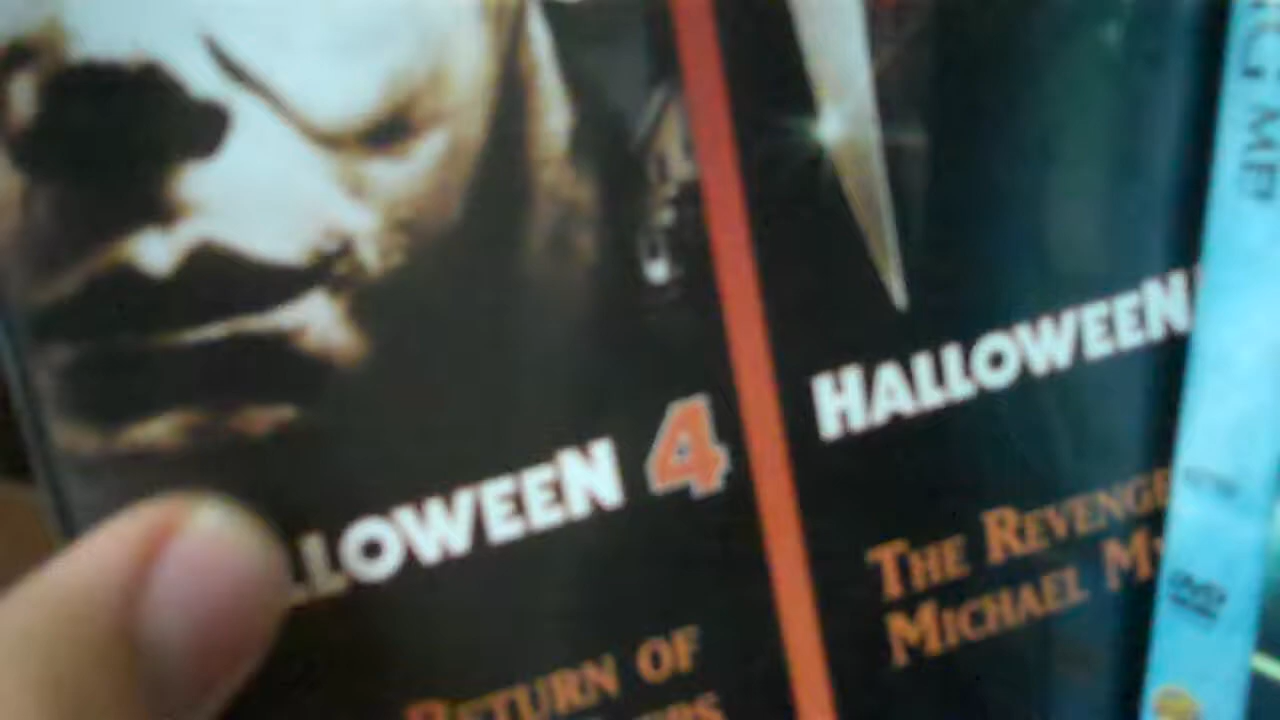 LLOWEEN 4
RETURN OF
HALLOWEEN
THE REVENGE
MICHAEL M
DVD